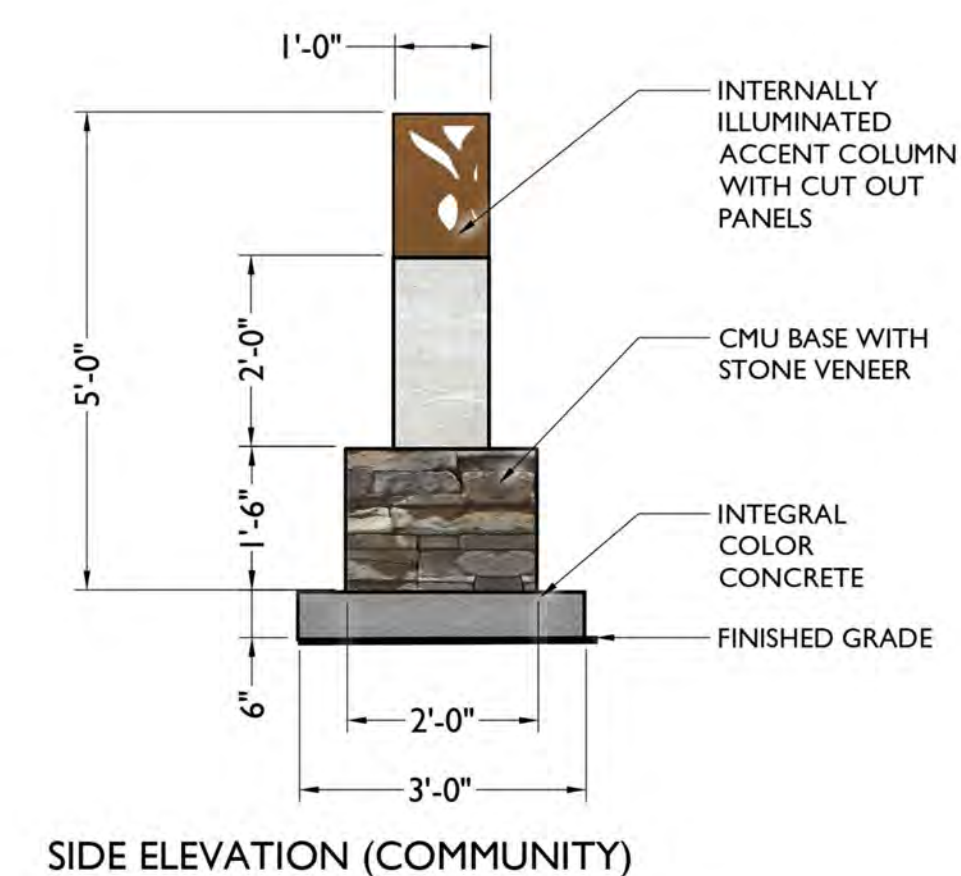 1'-0"
INTERNALLY
ILLUMINATED
ACCENT COLUMN
WITH CUT OUT
PANELS
5'-0"
2'-0"
CMU BASE WITH
STONE VENEER
1'-6"
INTEGRAL
COLOR
CONCRETE
FINISHED GRADE
6"
2'-0"
3'-0"
SIDE ELEVATION (COMMUNITY)